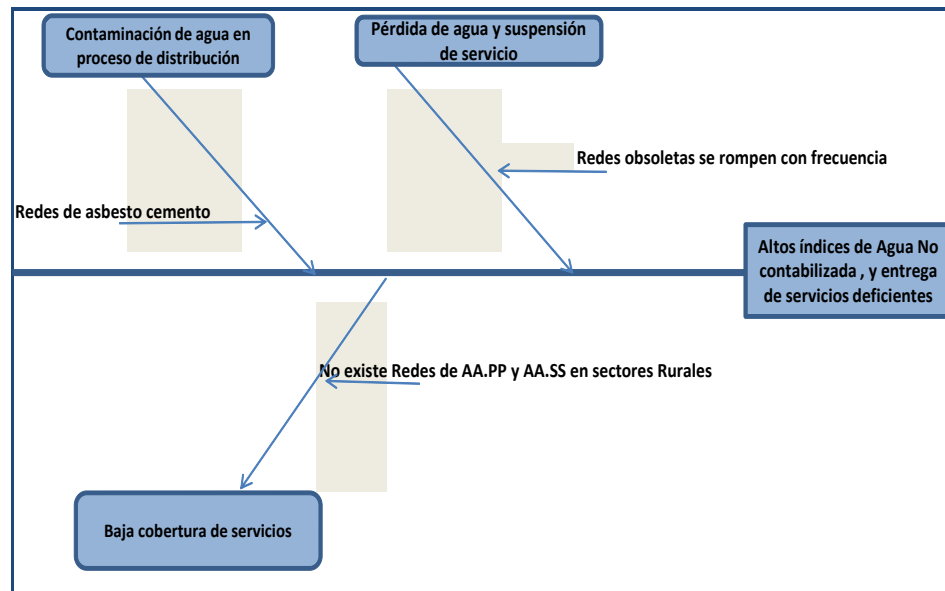 Contaminación de agua en
proceso de distribución
Pérdida de agua y suspensión
de servicio
Redes obsoletas se rompen con frecuencia
Redes de asbesto cemento
Altos índices de Agua No
contabilizada , y entrega
de servicios deficientes
No existe Redes de AA.PP y AA.SS en sectores Rurales
Baja cobertura de servicios